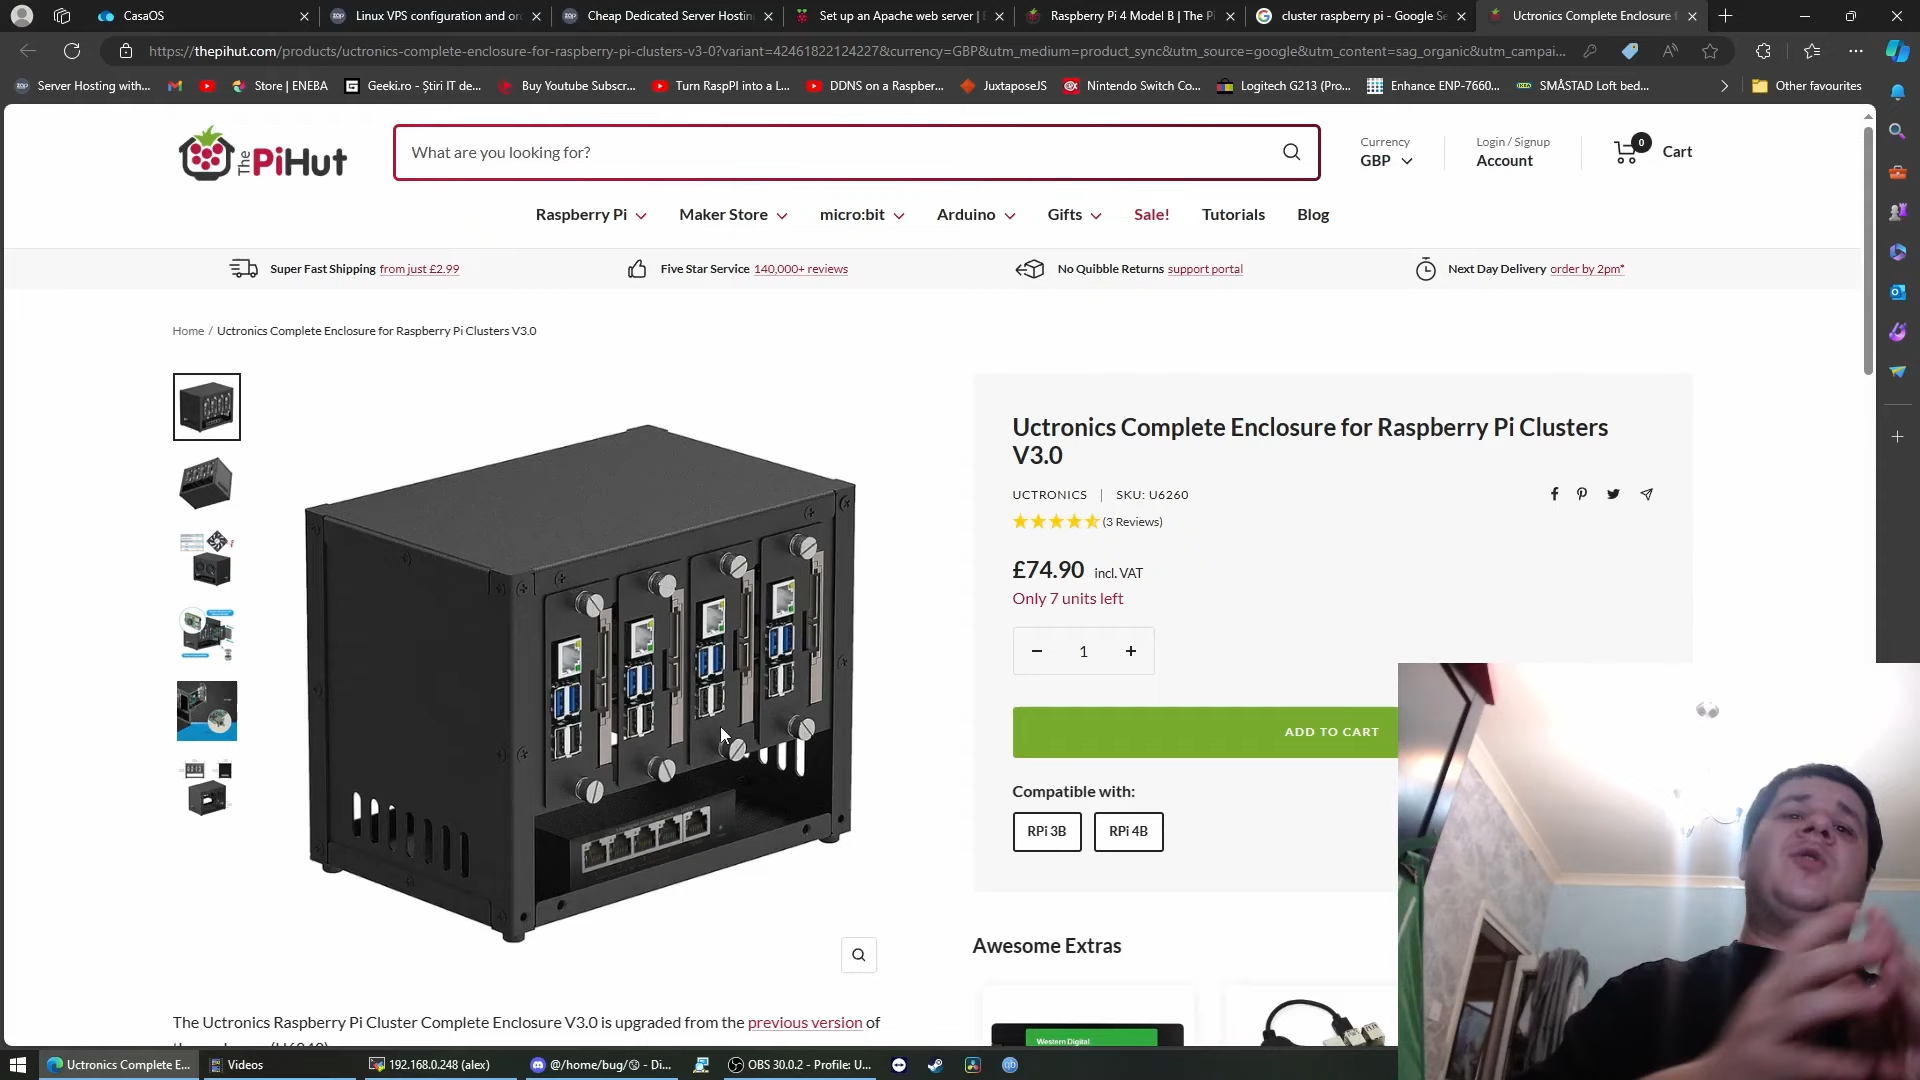 CasaOS
Linux VPS configuration and or
Cheap Dedicated Server Hostin
Set up an Apache web server |
Raspberry Pi 4 Model B | The Pi
cluster raspberry pi - Google Se
Uctronics Complete Enclosure f
https://thepihut.com/products/uctronics-complete-enclosure-for-raspberry-pi-clusters-v3-0?variant=42461822124227&currency=GBP&utm_medium=product_sync&utm_source=google&utm_content=sag_organic&utm_campai...
Server Hosting with...
Store | ENEBA
Geeki.ro - Știri IT de...
Buy Youtube Subscr...
Turn RaspPI into a L...
DDNS on a Raspber...
JuxtaposeJS
Nintendo Switch Co...
Logitech G213 (Pro...
Enhance ENP-7660...
SMÅSTAD Loft bed...
Other favourites
The PiHut
What are you looking for?
Currency
GBP
Login / Signup
Account
0
Cart
Raspberry Pi
Maker Store
micro:bit
Arduino
Gifts
Sale!
Tutorials
Blog
Super Fast Shipping from just £2.99
Five Star Service 140,000+ reviews
No Quibble Returns support portal
Next Day Delivery order by 2pm*
Home / Uctronics Complete Enclosure for Raspberry Pi Clusters V3.0
Uctronics Complete Enclosure for Raspberry Pi Clusters
V3.0
UCTRONICS | SKU: U6260
(3 Reviews)
£74.90 incl. VAT
Only 7 units left
− 1 +
ADD TO CART
Compatible with:
RPi 3B
RPi 4B
Awesome Extras
Western Digital
The Uctronics Raspberry Pi Cluster Complete Enclosure V3.0 is upgraded from the previous version of
Uctronics Complete E...
Videos
192.168.0.248 (alex)
@/home/bug/ - Di...
OBS 30.0.2 - Profile: U...